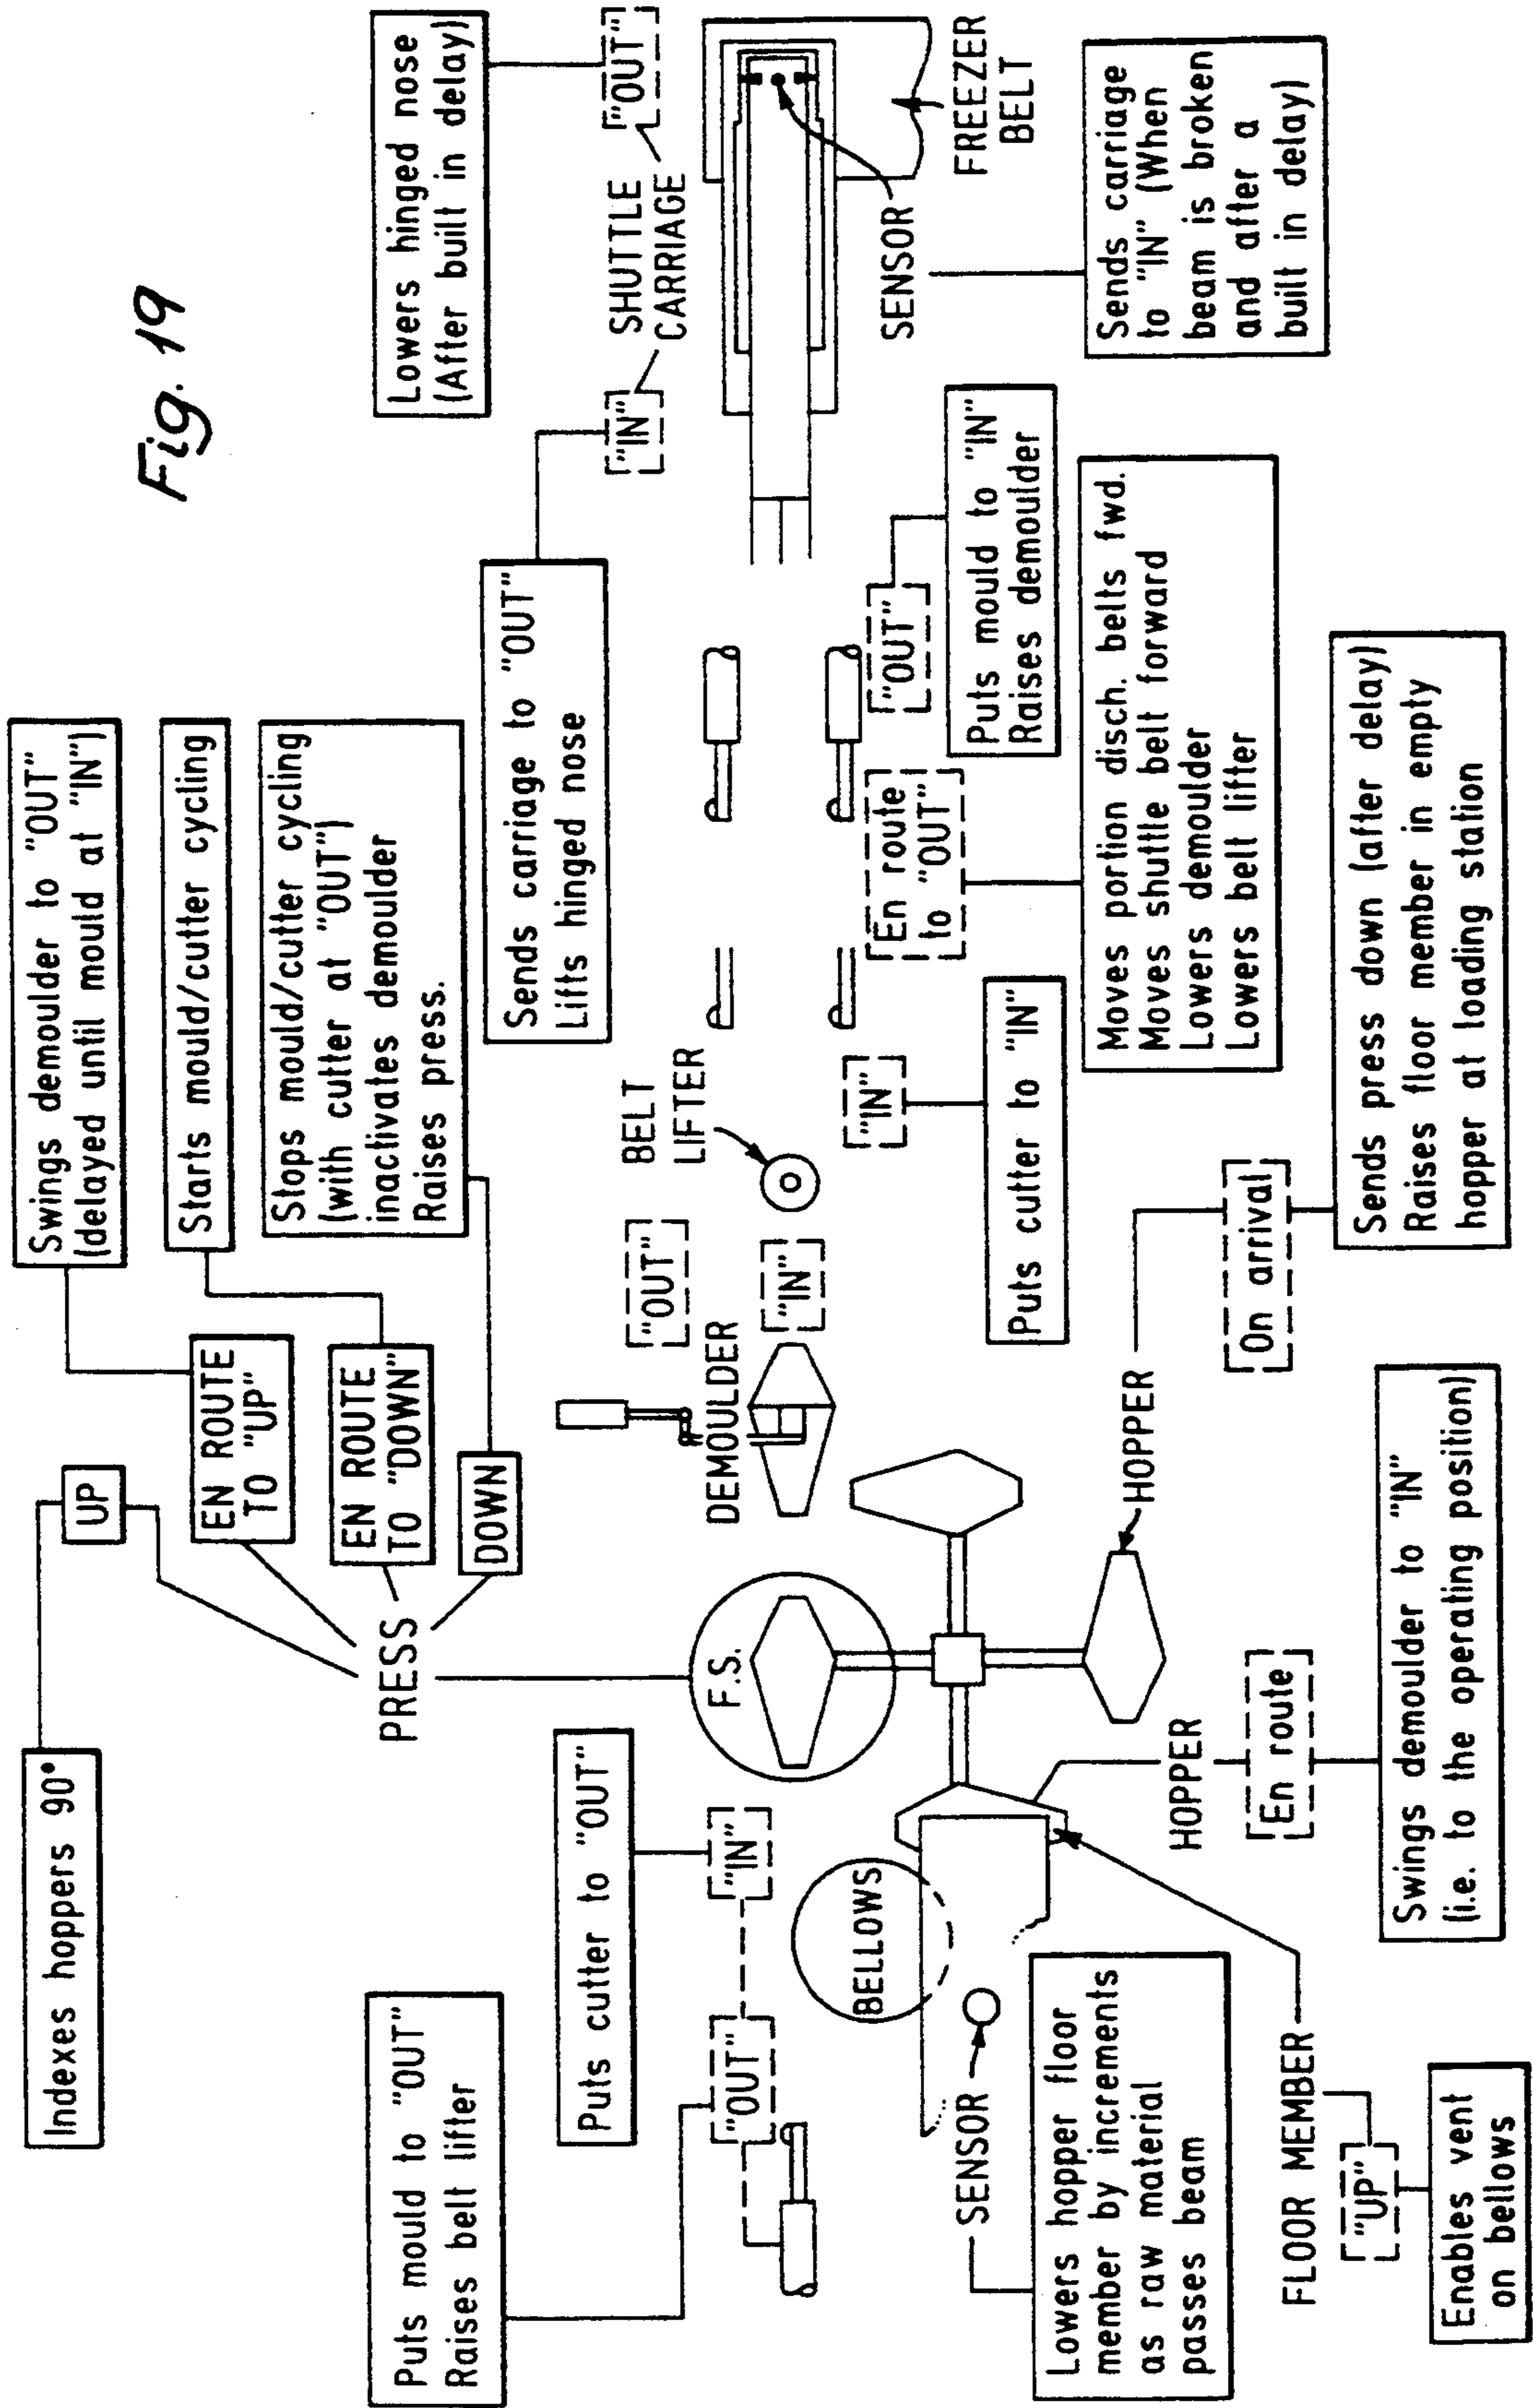 Fig. 19
Indexes hoppers 90°
UP
EN ROUTE
TO "UP"
EN ROUTE
TO "DOWN"
DOWN
PRESS
Swings demoulder to "OUT"
(delayed until mould at "IN")
Starts mould/cutter cycling
Stops mould/cutter cycling
(with cutter at "OUT")
inactivates demoulder
Raises press.
Lowers hinged nose
(After built in delay)
"OUT"
SHUTTLE
CARRIAGE
"IN"
Sends carriage to "OUT"
Lifts hinged nose
Puts mould to "OUT"
Raises belt lifter
"OUT"
Puts cutter to "OUT"
"IN"
F.S.
DEMOULDER
"OUT"
"IN"
BELT
LIFTER
"IN"
Puts cutter to "IN"
En route
to "OUT"
Moves portion disch. belts fwd.
Moves shuttle belt forward
Lowers demoulder
Lowers belt lifter
"OUT"
Puts mould to "IN"
Raises demoulder
SENSOR
FREEZER
BELT
Sends carriage
to "IN" (When
beam is broken
and after a
built in delay)
BELLOWS
SENSOR
Lowers hopper floor
member by increments
as raw material
passes beam
FLOOR MEMBER
"UP"
Enables vent
on bellows
HOPPER
En route
Swings demoulder to "IN"
(i.e. to the operating position)
HOPPER
On arrival
Sends press down (after delay)
Raises floor member in empty
hopper at loading station